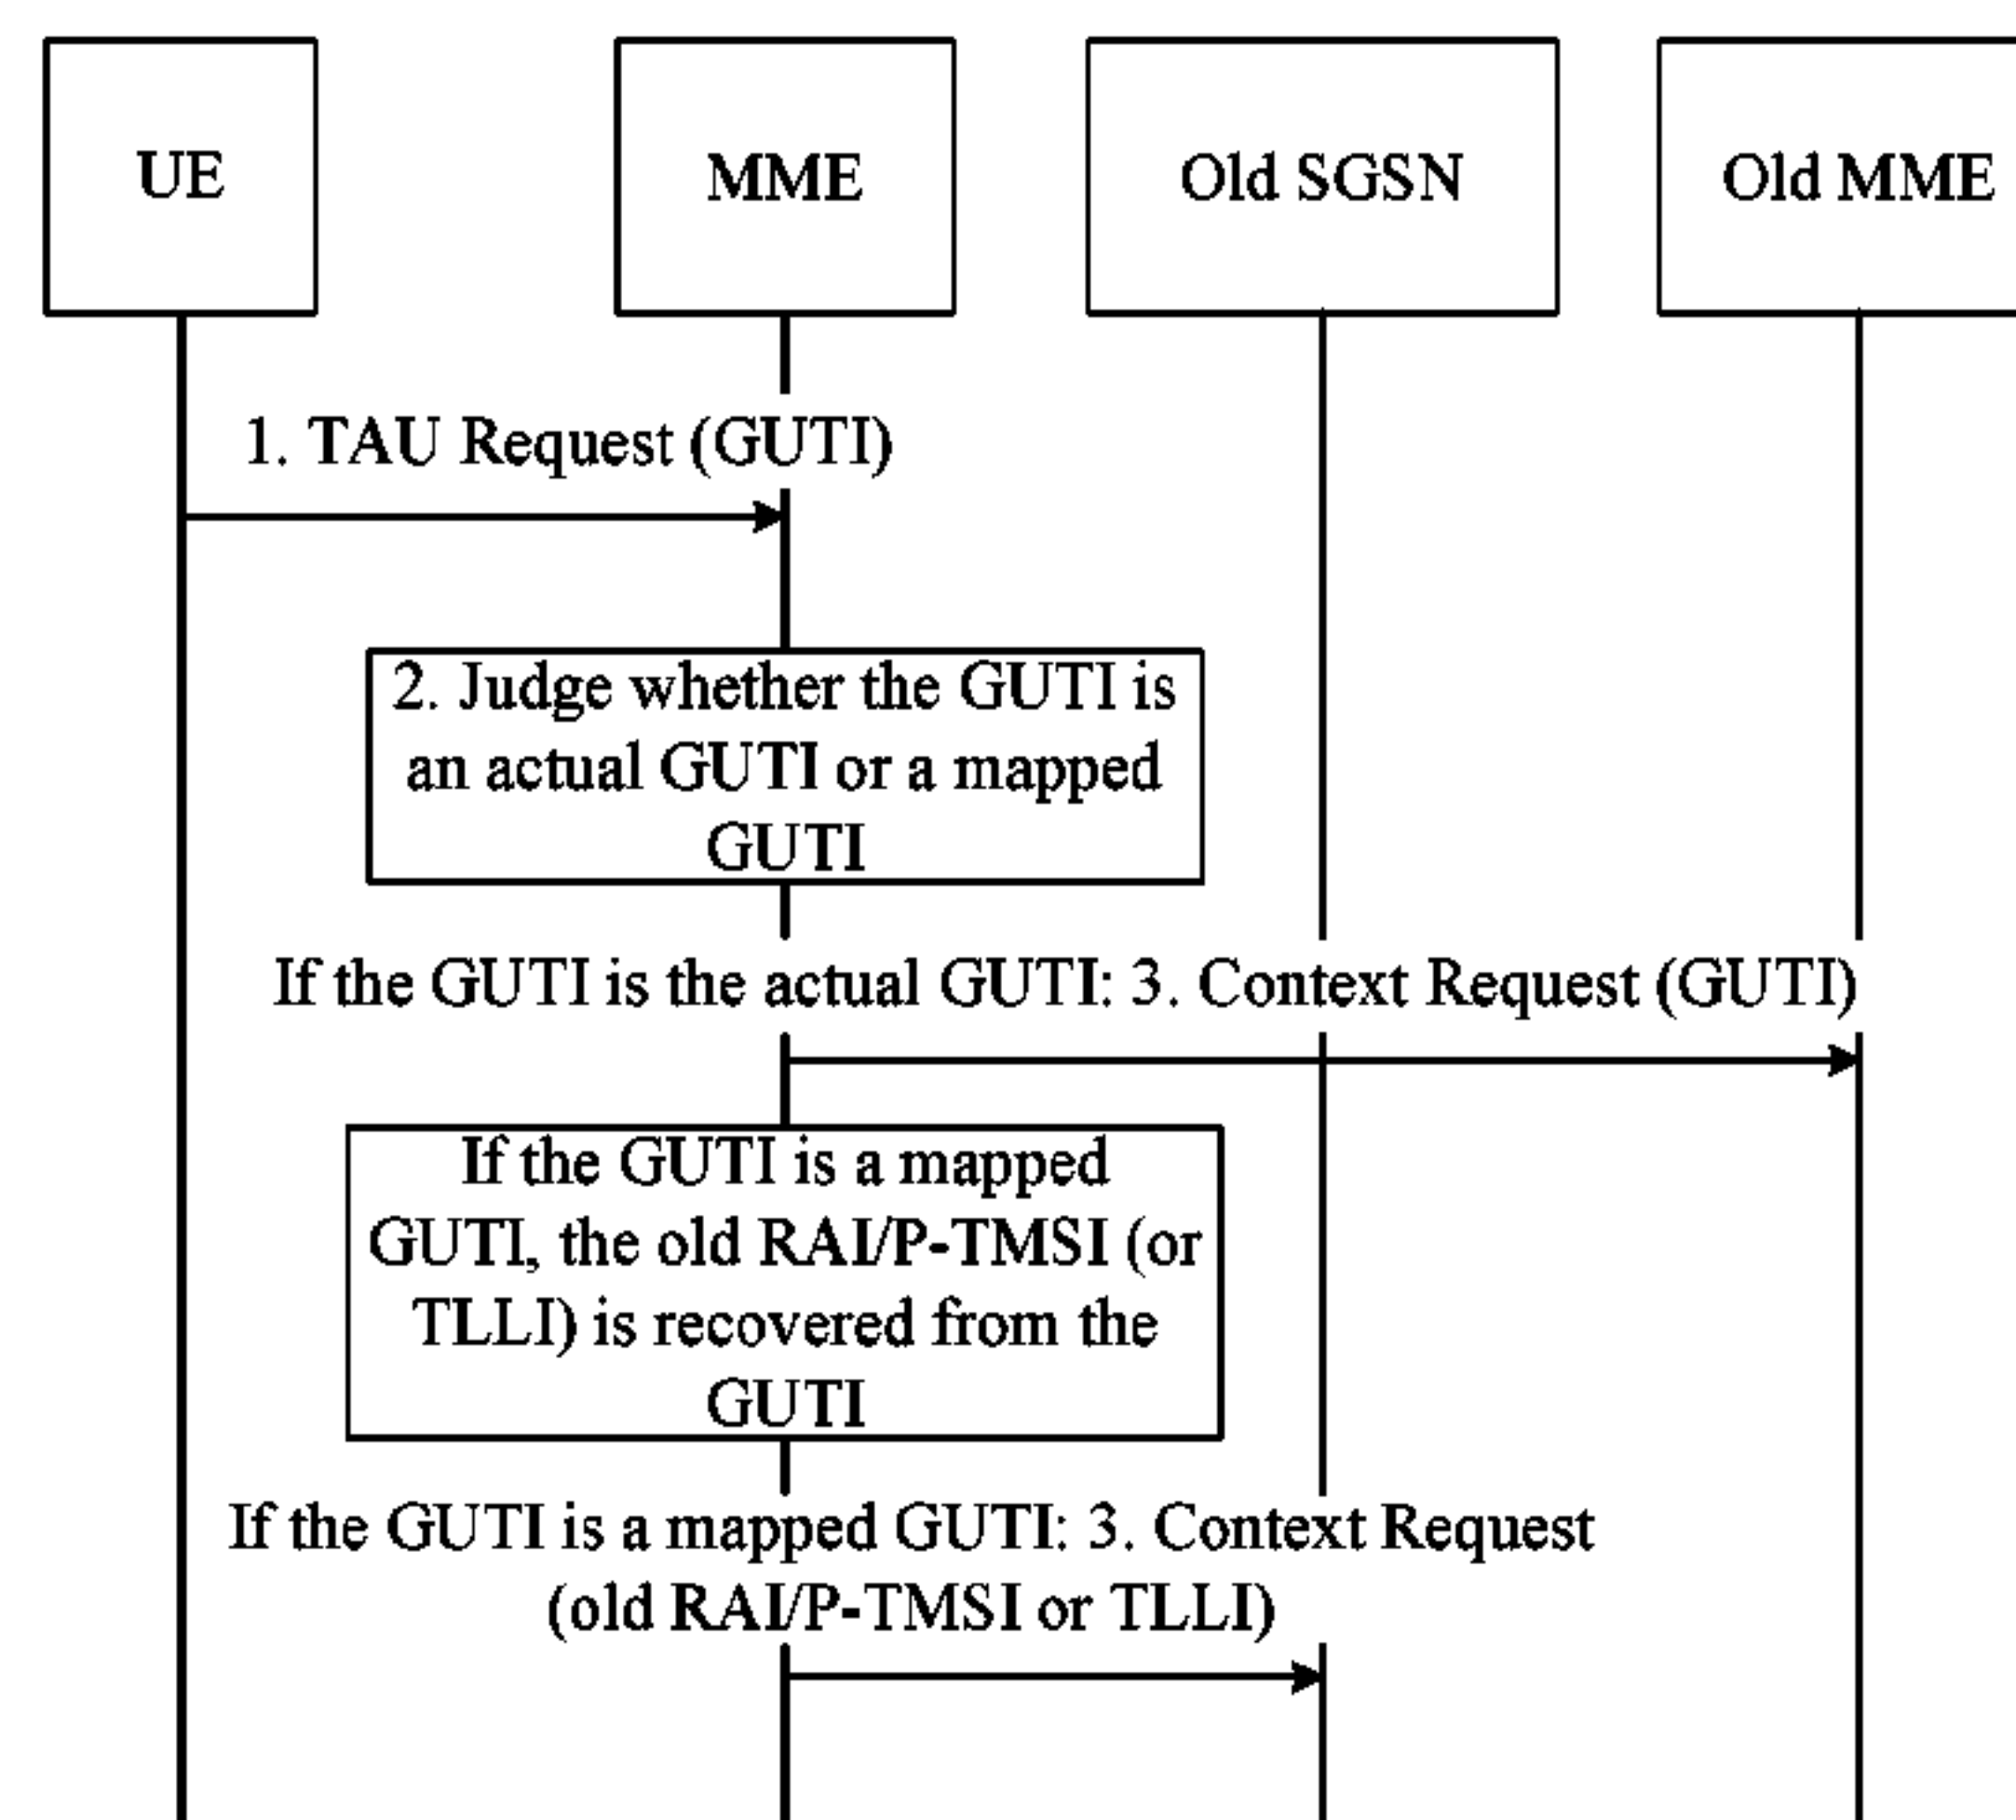 UE
MME
Old SGSN
Old MME
1. TAU Request (GUTI)
2. Judge whether the GUTI is
an actual GUTI or a mapped
GUTI
If the GUTI is the actual GUTI: 3. Context Request (GUTI)
If the GUTI is a mapped
GUTI, the old RAI/P-TMSI (or
TLLI) is recovered from the
GUTI
If the GUTI is a mapped GUTI: 3. Context Request
(old RAI/P-TMSI or TLLI)